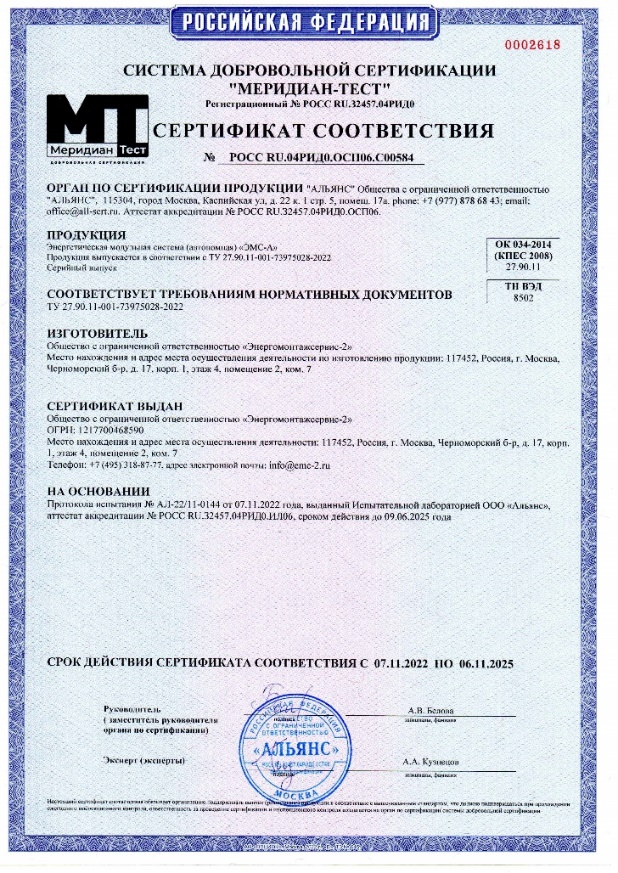 РОССИЙСКАЯ ФЕДЕРАЦИЯ
0002618
СИСТЕМА ДОБРОВОЛЬНОЙ СЕРТИФИКАЦИИ
"МЕРИДИАН-ТЕСТ"
Регистрационный № РОСС RU.32457.04РИД0
МТ
Меридиан Тест
ДОБРОВОЛЬНАЯ СЕРТИФИКАЦИЯ
СЕРТИФИКАТ СООТВЕТСТВИЯ
№ РОСС RU.04РИД0.ОСП06.С00584
ОРГАН ПО СЕРТИФИКАЦИИ ПРОДУКЦИИ "АЛЬЯНС" Общества с ограниченной ответственностью
"АЛЬЯНС", 115304, город Москва, Каспийская ул, д. 22 к. 1 стр. 5, помещ. 17а. phone: +7 (977) 878 68 43; email:
office@all-sert.ru. Аттестат аккредитации № РОСС RU.32457.04РИД0.ОСП06.
ПРОДУКЦИЯ
Энергетическая модульная система (автономная) «ЭМС-А»
Продукция выпускается в соответствии с ТУ 27.90.11-001-73975028-2022
Серийный выпуск
ОК 034-2014
(КПЕС 2008)
27.90.11
ТН ВЭД
8502
СООТВЕТСТВУЕТ ТРЕБОВАНИЯМ НОРМАТИВНЫХ ДОКУМЕНТОВ
ТУ 27.90.11-001-73975028-2022
ИЗГОТОВИТЕЛЬ
Общество с ограниченной ответственностью «Энергомонтажсервис-2»
Место нахождения и адрес места осуществления деятельности по изготовлению продукции: 117452, Россия, г. Москва,
Черноморский б-р, д. 17, корп. 1, этаж 4, помещение 2, ком. 7
СЕРТИФИКАТ ВЫДАН
Общество с ограниченной ответственностью «Энергомонтажсервис-2»
ОГРН: 1217700468590
Место нахождения и адрес места осуществления деятельности: 117452, Россия, г. Москва, Черноморский б-р, д. 17, корп.
1, этаж 4, помещение 2, ком. 7
Телефон: +7 (495) 318-87-77, адрес электронной почты: info@emc-2.ru
НА ОСНОВАНИИ
Протокола испытания № АЛ-22/11-0144 от 07.11.2022 года, выданный Испытательной лабораторией ООО «Альянс»,
аттестат аккредитации № РОСС RU.32457.04РИД0.ИЛ06, сроком действия до 09.06.2025 года
СРОК ДЕЙСТВИЯ СЕРТИФИКАТА СООТВЕТСТВИЯ С 07.11.2022 ПО 06.11.2025
Руководитель
( заместитель руководителя
органа по сертификации)
подпись
А.В. Белова
инициалы, фамилия
Эксперт (эксперты)
подпись
А.А. Кузнецов
инициалы, фамилия
РОССИЙСКАЯ ФЕДЕРАЦИЯ
С ОГРАНИЧЕННОЙ
ОТВЕТСТВЕННОСТЬЮ
«АЛЬЯНС»
МОСКВА